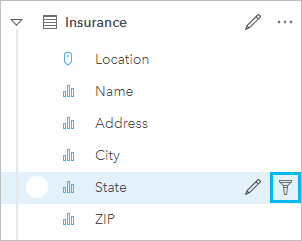 Insurance
Location
Name
Address
City
State
ZIP